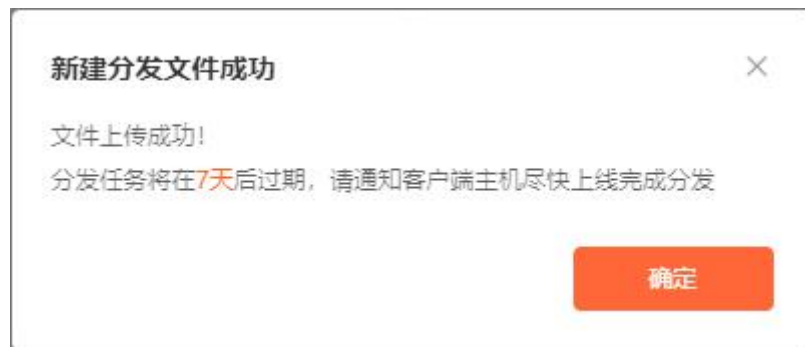 新建分发文件成功
文件上传成功！
分发任务将在7天后过期，请通知客户端主机尽快上线完成分发
确定